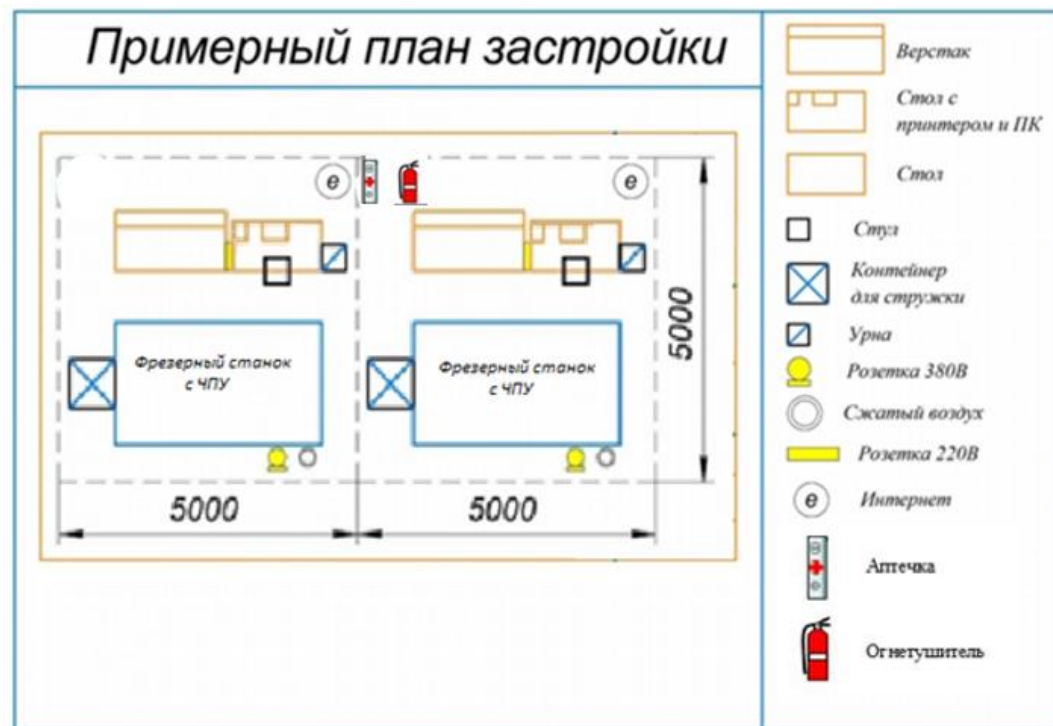 Примерный план застройки
Верстак
Стол с
принтером и ПК
Стол
Стул
Контейнер
для стружки
Урна
Розетка 380В
Сжатый воздух
Розетка 220В
е Интернет
Аптечка
Огнетушитель
е
е
Фрезерный станок
с ЧПУ
Фрезерный станок
с ЧПУ
5000
5000
5000